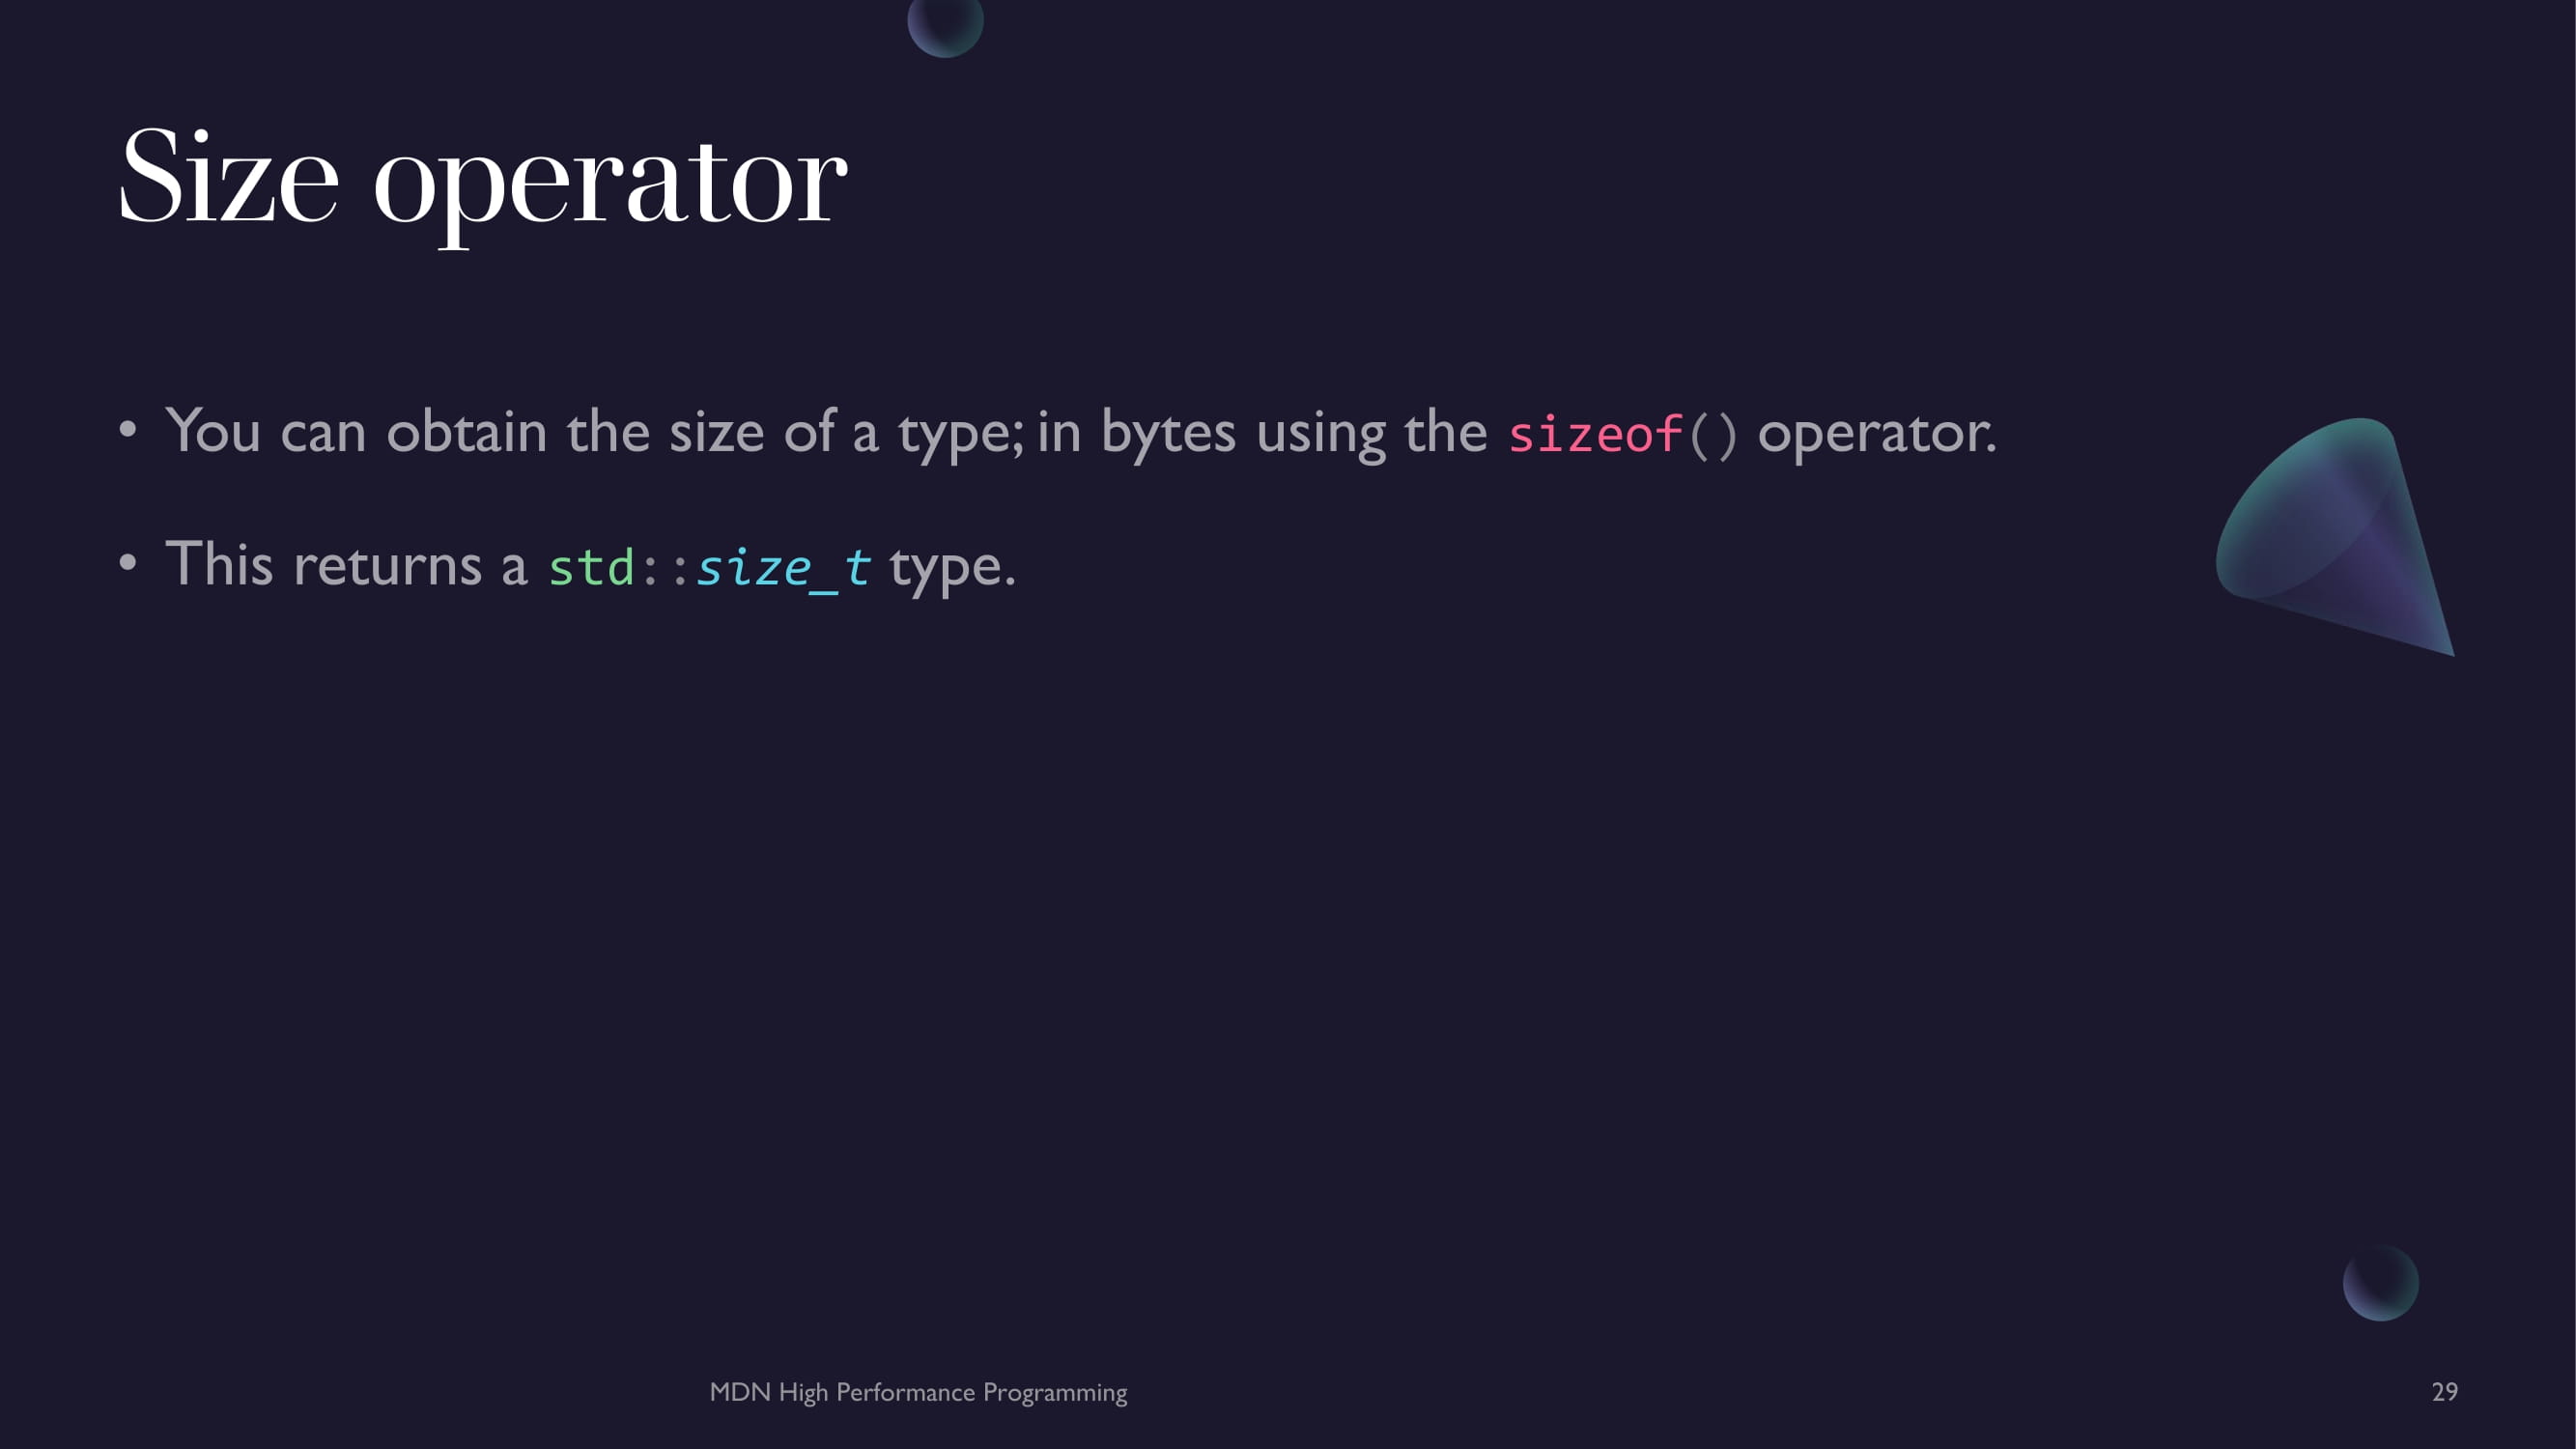 Size operator
• You can obtain the size of a type; in bytes using the sizeof() operator.
• This returns a std::size_t type.
MDN High Performance Programming
29